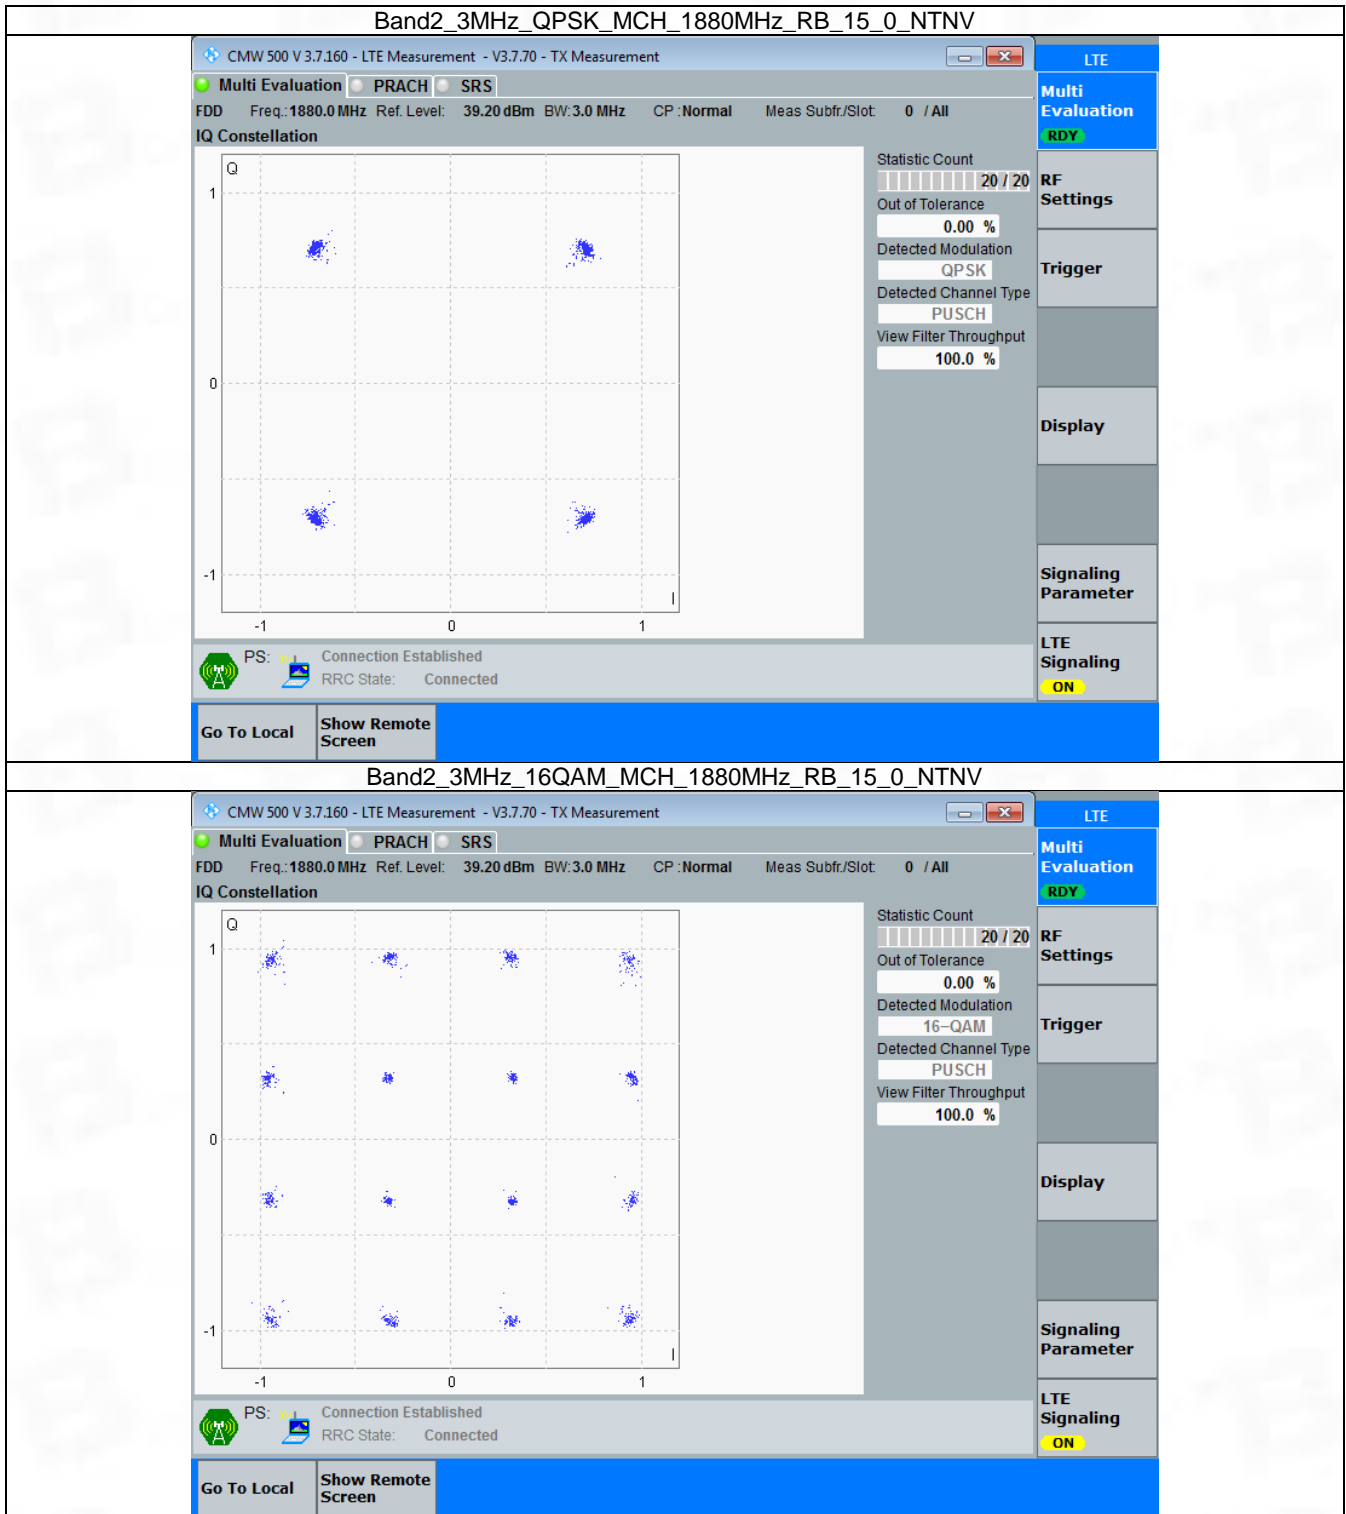 Band2_3MHz_QPSK_MCH_1880MHz_RB_15_0_NTNV
CMW 500 V 3.7.160 - LTE Measurement - V3.7.70 - TX Measurement
LTE
Multi Evaluation PRACH SRS
FDD Freq.: 1880.0 MHz Ref. Level: 39.20 dBm BW: 3.0 MHz CP : Normal Meas Subfr./Slot: 0 / All
IQ Constellation
Q
1
0
-1
I
-1 0 1
Statistic Count
20 / 20
Out of Tolerance
0.00 %
Detected Modulation
QPSK
Detected Channel Type
PUSCH
View Filter Throughput
100.0 %
Multi
Evaluation
RDY
RF
Settings
Trigger
Display
Signaling
Parameter
LTE
Signaling
ON
PS: Connection Established
RRC State: Connected
Go To Local
Show Remote
Screen
Band2_3MHz_16QAM_MCH_1880MHz_RB_15_0_NTNV
CMW 500 V 3.7.160 - LTE Measurement - V3.7.70 - TX Measurement
LTE
Multi Evaluation PRACH SRS
FDD Freq.: 1880.0 MHz Ref. Level: 39.20 dBm BW: 3.0 MHz CP : Normal Meas Subfr./Slot: 0 / All
IQ Constellation
Q
1
0
-1
I
-1 0 1
Statistic Count
20 / 20
Out of Tolerance
0.00 %
Detected Modulation
16-QAM
Detected Channel Type
PUSCH
View Filter Throughput
100.0 %
Multi
Evaluation
RDY
RF
Settings
Trigger
Display
Signaling
Parameter
LTE
Signaling
ON
PS: Connection Established
RRC State: Connected
Go To Local
Show Remote
Screen